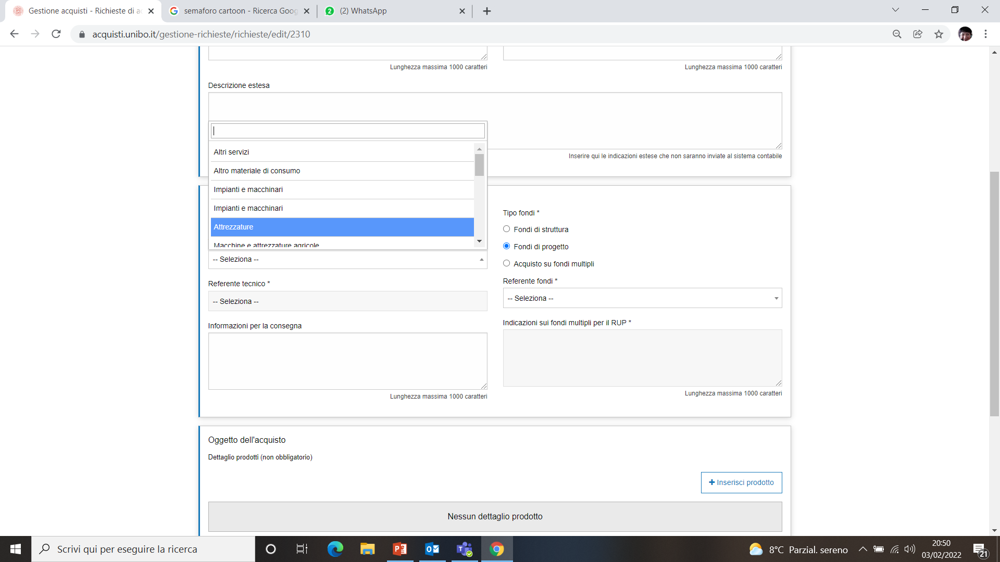 Gestione acquisti - Richieste di ac
semaforo cartoon - Ricerca Goog
2
(2) WhatsApp
acquisti.unibo.it/gestione-richieste/richieste/edit/2310
Lunghezza massima 1000 caratteri
Lunghezza massima 1000 caratteri
Descrizione estesa
Inserire qui le indicazioni estese che non saranno inviate al sistema contabile
Altri servizi
Altro materiale di consumo
Impianti e macchinari
Impianti e macchinari
Attrezzature
Macchine e attrezzature agricole
-- Seleziona --
Referente tecnico *
-- Seleziona --
Informazioni per la consegna
Lunghezza massima 1000 caratteri
Tipo fondi *
Fondi di struttura
Fondi di progetto
Acquisto su fondi multipli
Referente fondi *
-- Seleziona --
Indicazioni sui fondi multipli per il RUP *
Lunghezza massima 1000 caratteri
Oggetto dell'acquisto
Dettaglio prodotti (non obbligatorio)
+ Inserisci prodotto
Nessun dettaglio prodotto
Scrivi qui per eseguire la ricerca
8°C Parzial. sereno
20:50
03/02/2022
21